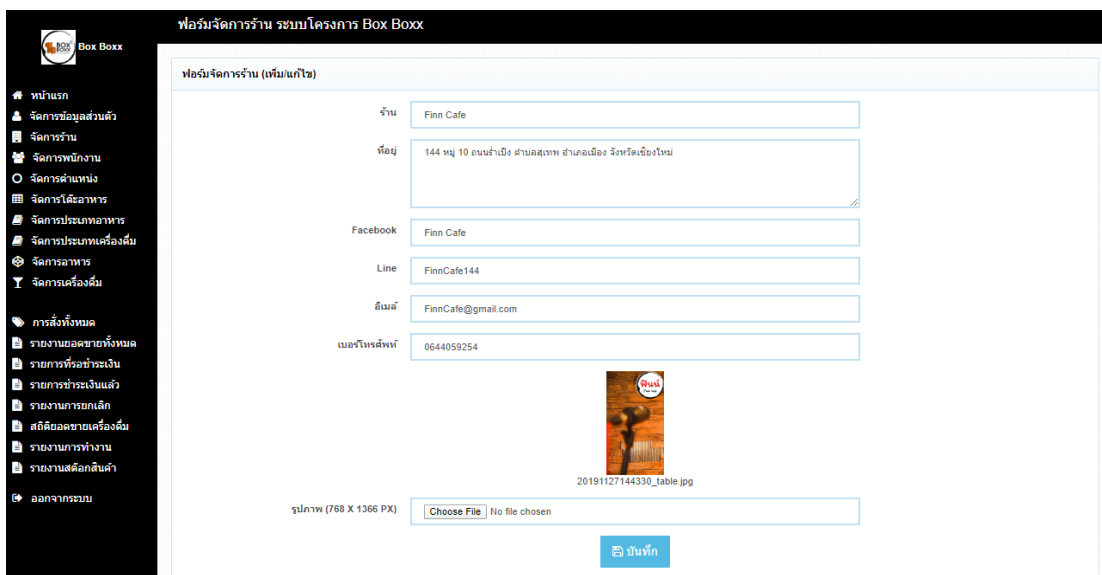 ฟอร์มจัดการร้าน ระบบโครงการ Box Boxx
BOX
BOXX
Box Boxx
หน้าแรก
จัดการข้อมูลส่วนตัว
จัดการร้าน
จัดการพนักงาน
จัดการตำแหน่ง
จัดการโต๊ะอาหาร
จัดการประเภทอาหาร
จัดการประเภทเครื่องดื่ม
จัดการอาหาร
จัดการเครื่องดื่ม
การสั่งทั้งหมด
รายงานยอดขายทั้งหมด
รายการที่รอชำระเงิน
รายการชำระเงินแล้ว
รายงานการยกเลิก
สถิติยอดขายเครื่องดื่ม
รายงานการทำงาน
รายงานสต๊อกสินค้า
ออกจากระบบ
ฟอร์มจัดการร้าน (เพิ่ม/แก้ไข)
ร้าน Finn Cafe
ที่อยู่ 144 หมู่ 10 ถนนร่ำเปิง ตำบลสุเทพ อำเภอเมือง จังหวัดเชียงใหม่
Facebook Finn Cafe
Line FinnCafe144
อีเมล์ FinnCafe@gmail.com
เบอร์โทรศัพท์ 0644059254
ฟินน์
20191127144330_table.jpg
รูปภาพ (768 X 1366 PX) Choose File No file chosen
บันทึก